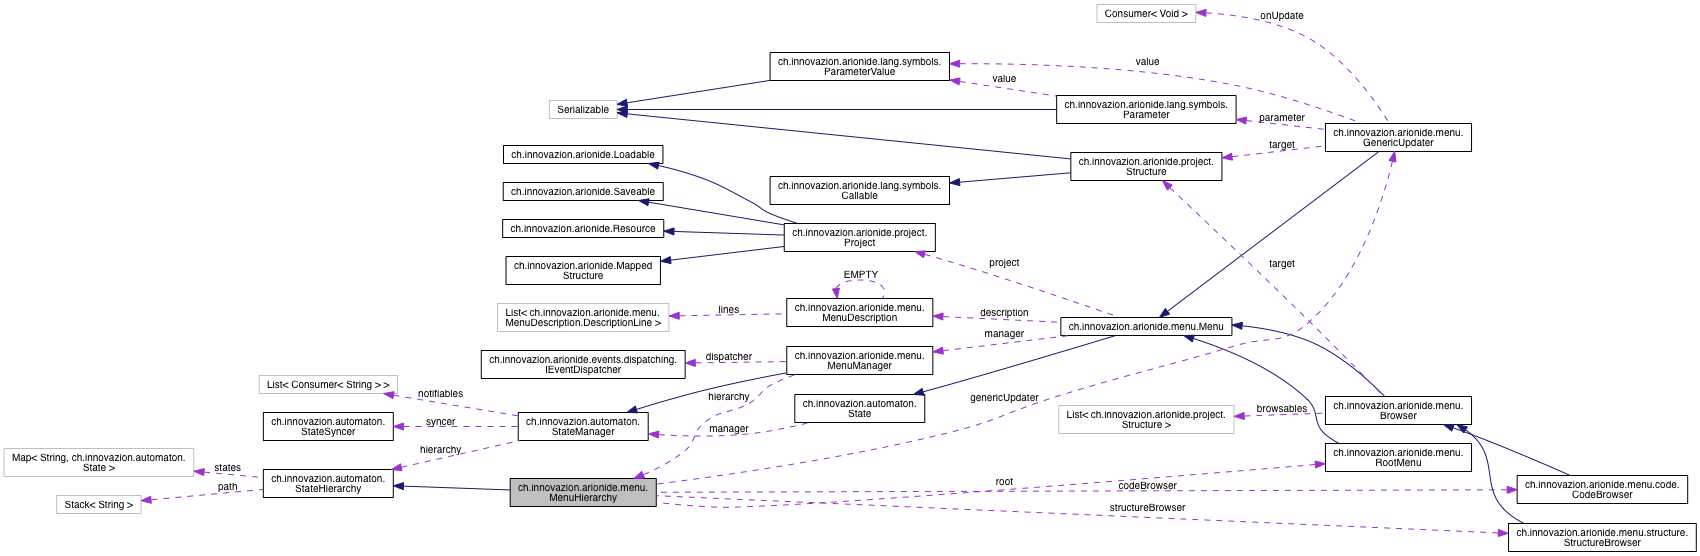 Consumer< Void >
onUpdate
ch.innovazion.arionide.lang.symbols.
ParameterValue
value
value
Serializable
ch.innovazion.arionide.lang.symbols.
Parameter
parameter
ch.innovazion.arionide.menu.
GenericUpdater
target
ch.innovazion.arionide.Loadable
ch.innovazion.arionide.project.
Structure
ch.innovazion.arionide.Saveable
ch.innovazion.arionide.lang.symbols.
Callable
ch.innovazion.arionide.Resource
ch.innovazion.arionide.project.
Project
ch.innovazion.arionide.Mapped
Structure
project
target
EMPTY
List< ch.innovazion.arionide.menu.
MenuDescription.DescriptionLine >
lines
ch.innovazion.arionide.menu.
MenuDescription
description
ch.innovazion.arionide.menu.Menu
manager
ch.innovazion.arionide.events.dispatching.
IEventDispatcher
dispatcher
ch.innovazion.arionide.menu.
MenuManager
List< Consumer< String > >
notifiables
hierarchy
genericUpdater
ch.innovazion.automaton.
State
List< ch.innovazion.arionide.project.
Structure >
browsables
ch.innovazion.arionide.menu.
Browser
ch.innovazion.automaton.
StateSyncer
syncer
ch.innovazion.automaton.
StateManager
manager
hierarchy
ch.innovazion.arionide.menu.
RootMenu
Map< String, ch.innovazion.automaton.
State >
states
ch.innovazion.automaton.
StateHierarchy
path
Stack< String >
ch.innovazion.arionide.menu.
MenuHierarchy
root
codeBrowser
ch.innovazion.arionide.menu.code.
CodeBrowser
structureBrowser
ch.innovazion.arionide.menu.structure.
StructureBrowser